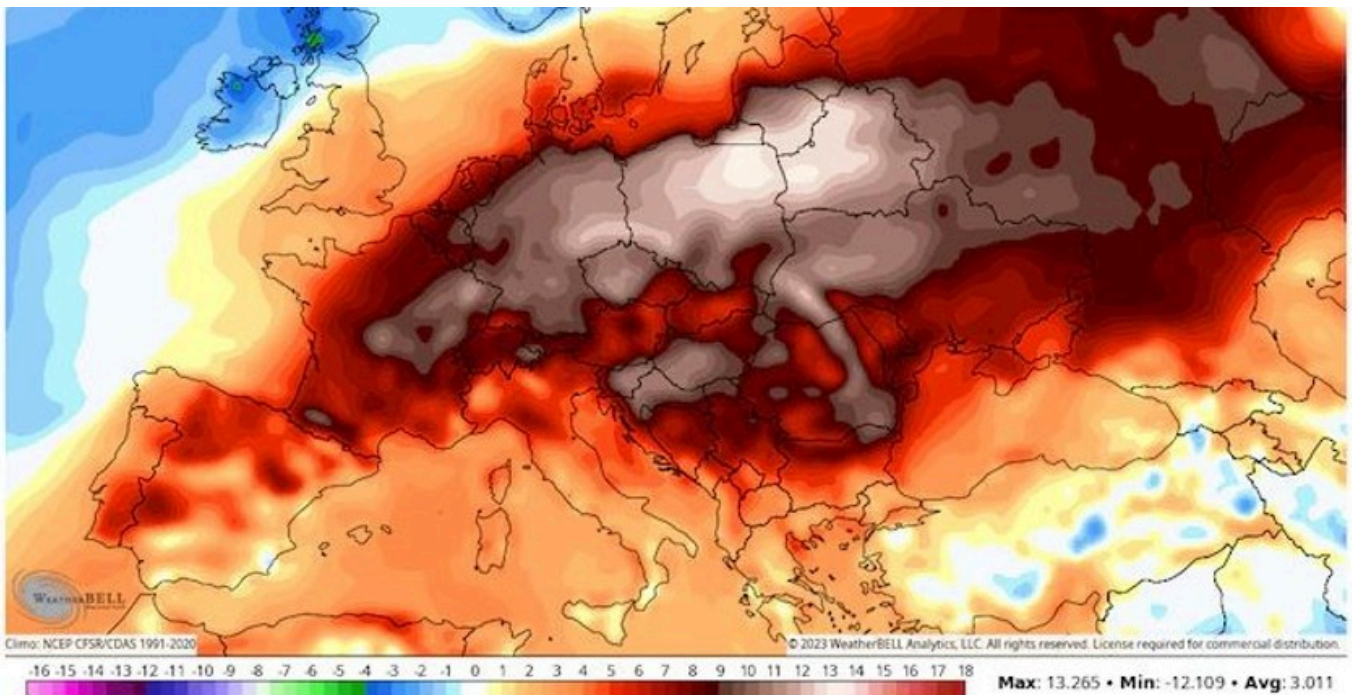 WEATHERBELL
Climo: NCEP CFSR/CDAS 1991-2020
© 2023 WeatherBELL Analytics, LLC. All rights reserved. License required for commercial distribution.
-16 -15 -14 -13 -12 -11 -10 -9 -8 -7 -6 -5 -4 -3 -2 -1 0 1 2 3 4 5 6 7 8 9 10 11 12 13 14 15 16 17 18
Max: 13.265 • Min: -12.109 • Avg: 3.011